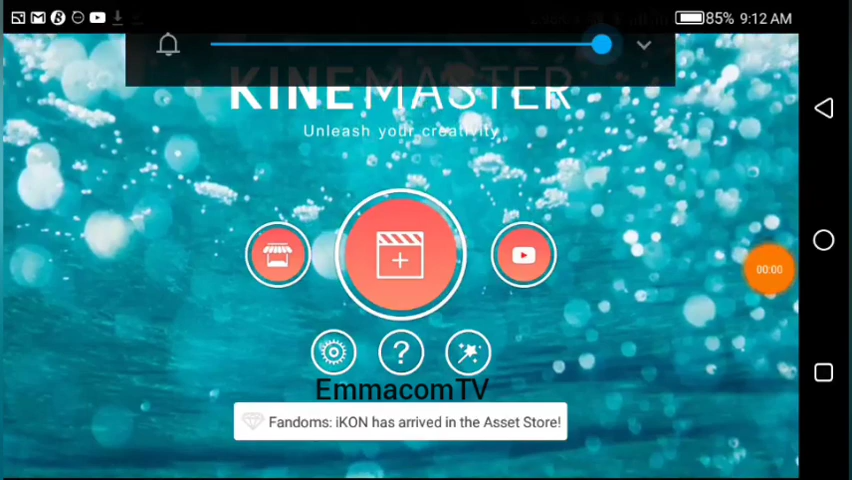 85% 9:12 AM
KINEMASTER
Unleash your creativity
00:00
EmmacomTV
Fandoms: iKON has arrived in the Asset Store!